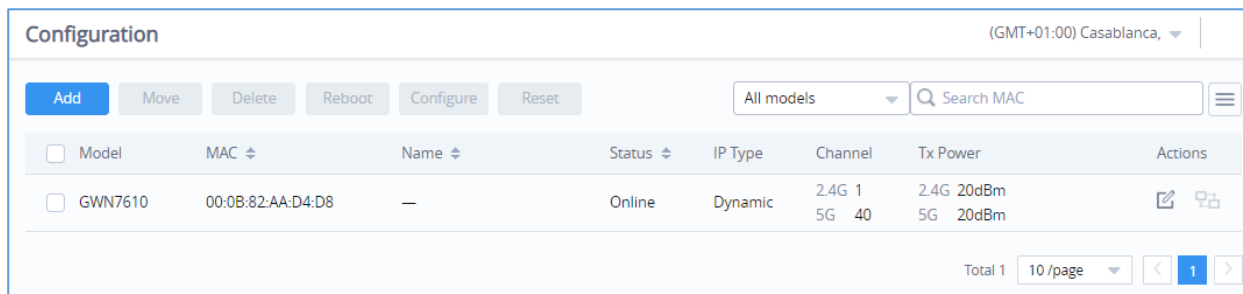 Configuration (GMT+01:00) Casablanca,
Add Move Delete Reboot Configure Reset All models Search MAC
Model MAC Name Status IP Type Channel Tx Power Actions
GWN7610 00:0B:82:AA:D4:D8 — Online Dynamic 2.4G 1 2.4G 20dBm
5G 40 5G 20dBm
Total 1 10 /page 1